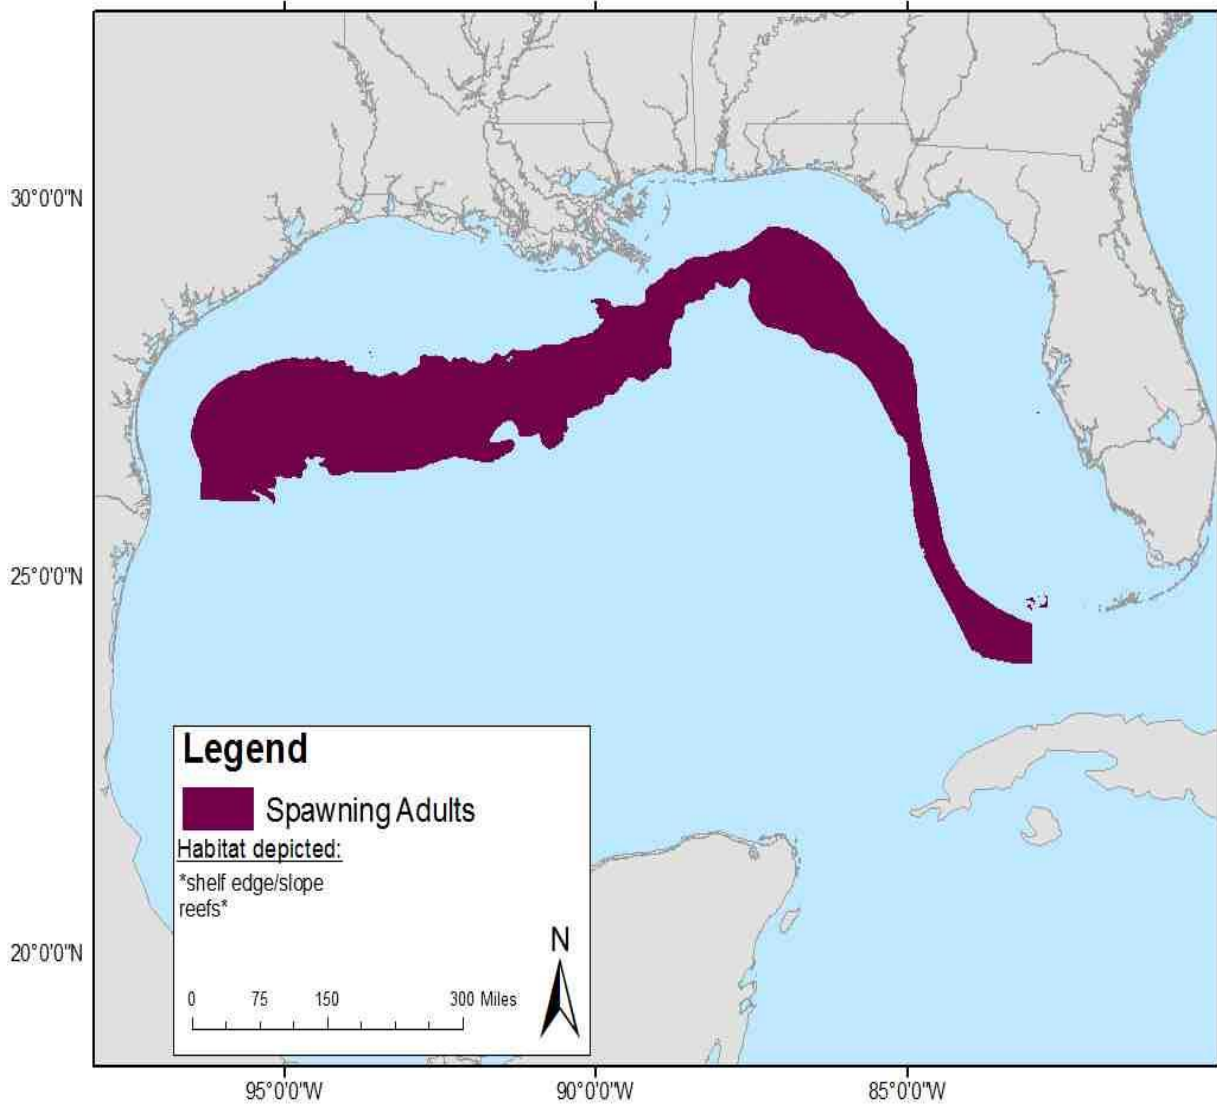 30°0'0"N
25°0'0"N
20°0'0"N
Legend
Spawning Adults
Habitat depicted:
*shelf edge/slope
reefs*
N
0 75 150 300 Miles
95°0'0"W 90°0'0"W 85°0'0"W